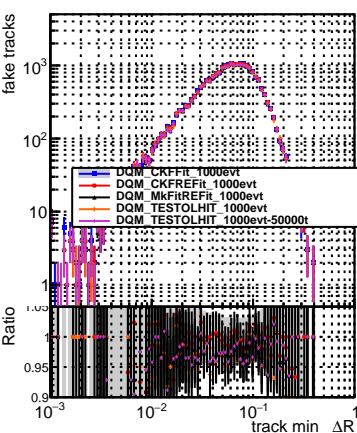 fake tracks
10³
10²
10
1
DQM_CKFFit_1000evt
DQM_CKFREFit_1000evt
DQM_MkFitREFit_1000evt
DQM_TESTOLHIT_1000evt
DQM_TESTOLHIT_1000evt-50000t
Ratio
1.05
1
0.95
0.9
10⁻³
10⁻²
10⁻¹
1
track min ΔR